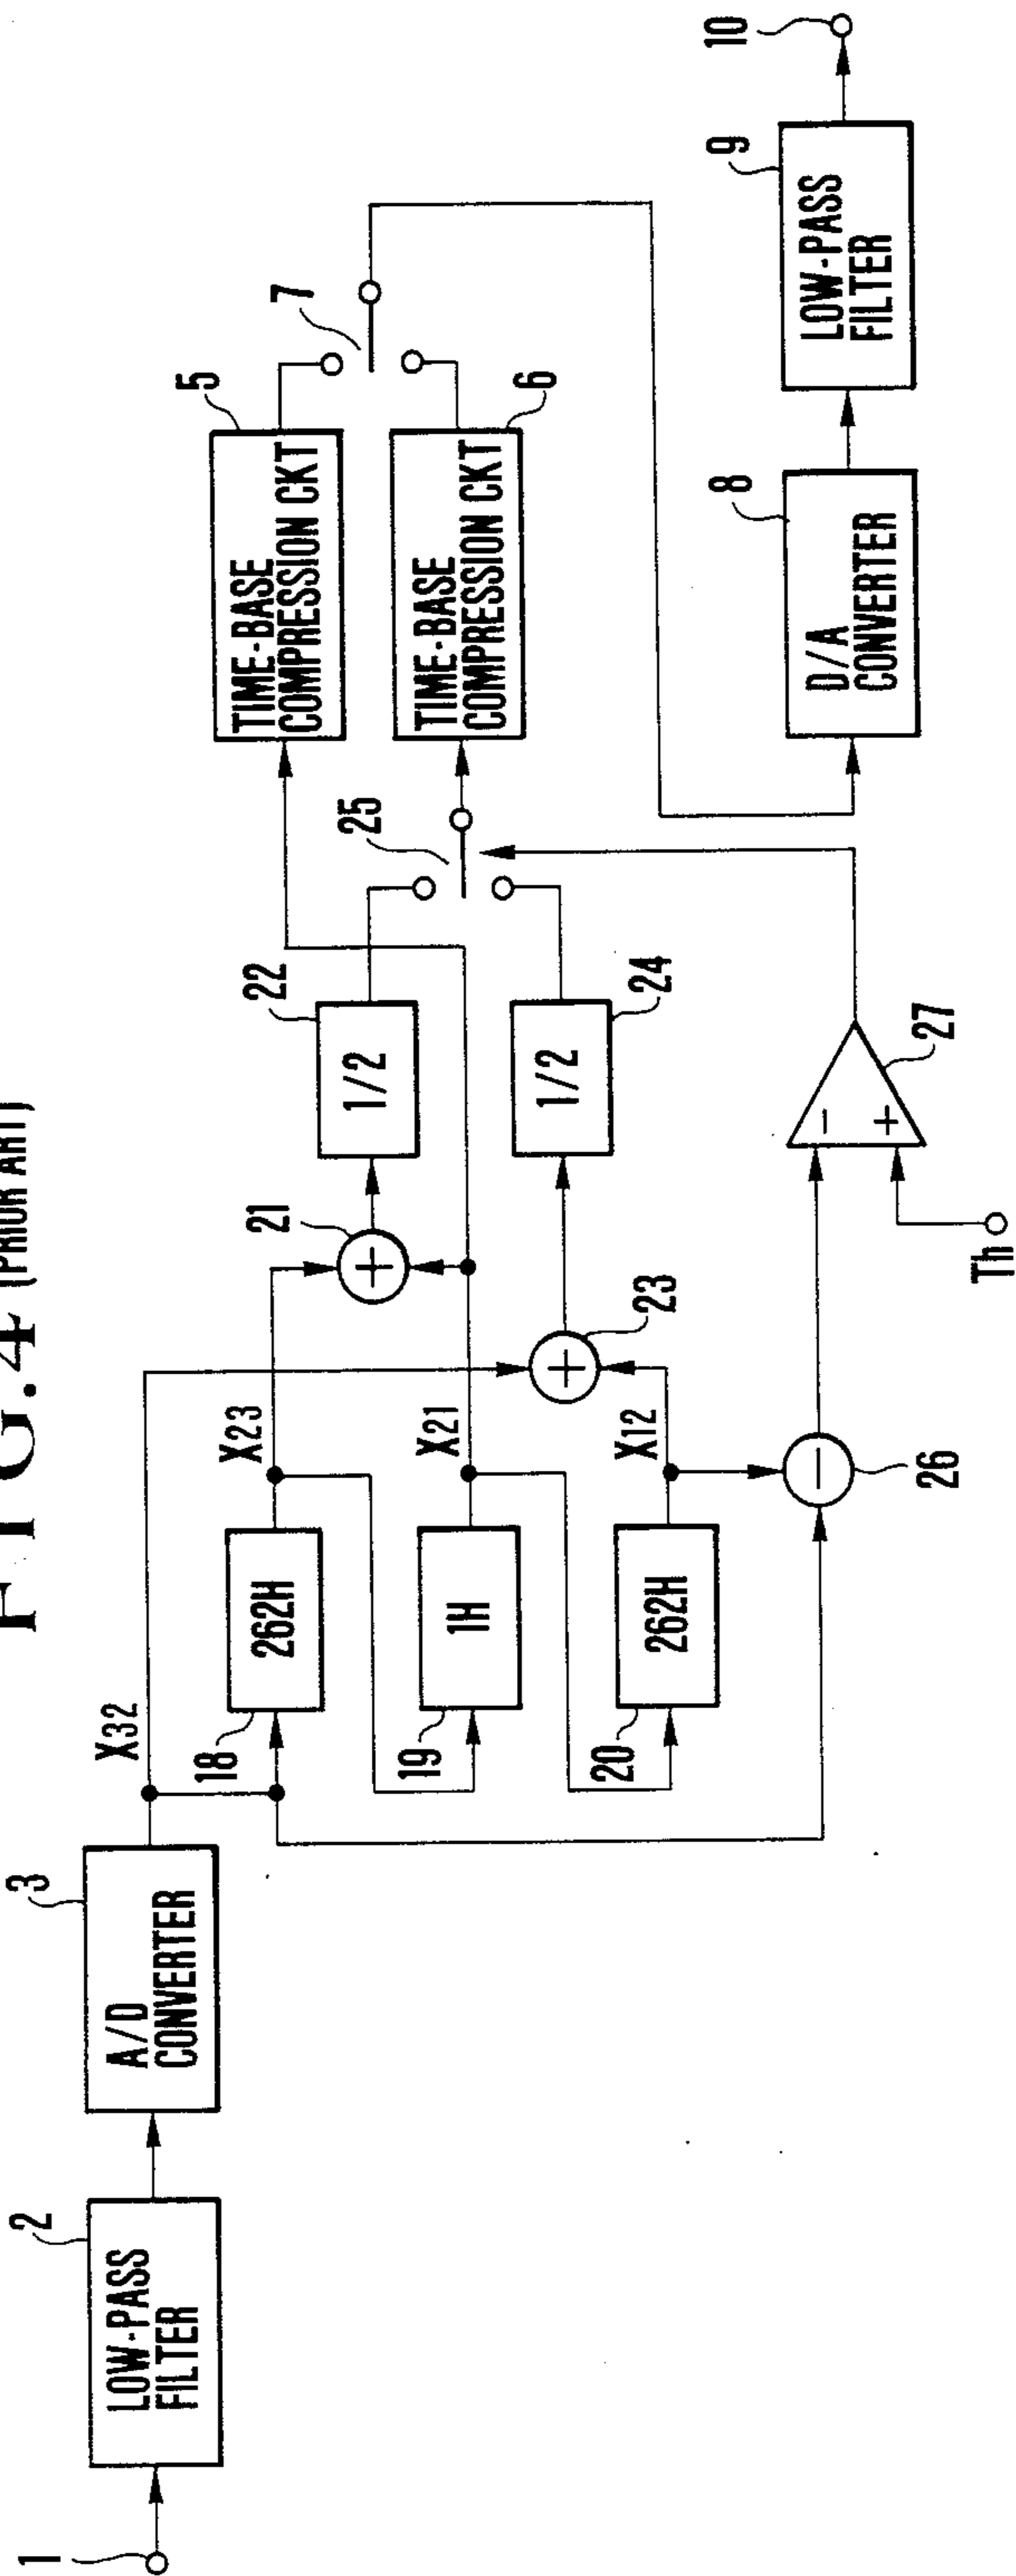 FIG.4 (PRIOR ART)
1
2
LOW-PASS
FILTER
3
A/D
CONVERTER
X32
18
262H
X23
19
1H
X21
20
262H
X12
21
+
22
1/2
23
+
24
1/2
25
26
−
27
−
+
Th
5
TIME-BASE
COMPRESSION CKT
6
TIME-BASE
COMPRESSION CKT
7
8
D/A
CONVERTER
9
LOW-PASS
FILTER
10